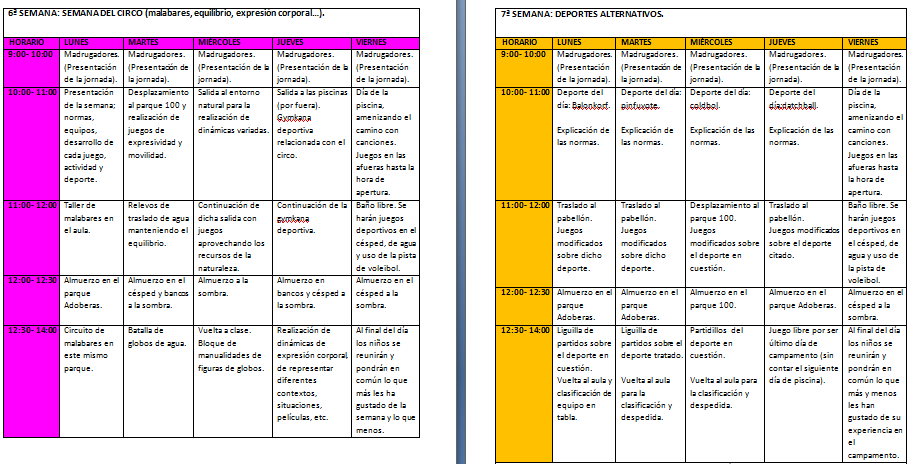 6ª SEMANA: SEMANA DEL CIRCO (malabares, equilibrio, expresión corporal...).
HORARIO
LUNES
MARTES
MIÉRCOLES
JUEVES
VIERNES
9:00- 10:00
Madrugadores.
(Presentación
de la jornada).
Madrugadores.
(Presentación de
la jornada).
Madrugadores.
(Presentación de la
jornada).
Madrugadores.
(Presentación de la
jornada).
Madrugadores.
(Presentación
de la jornada).
10:00- 11:00
Presentación
de la semana;
normas,
equipos,
desarrollo de
cada juego,
actividad y
deporte.
Desplazamiento
al parque 100 y
realización de
juegos de
expresividad y
movilidad.
Salida al entorno
natural para la
realización de
dinámicas variadas.
Salida a las piscinas
(por fuera).
Gymkana
deportiva
relacionada con el
circo.
Día de la
piscina,
amenizando el
camino con
canciones.
Juegos en las
afueras hasta la
hora de
apertura.
11:00- 12:00
Taller de
malabares en
el aula.
Relevos de
traslado de agua
manteniendo el
equilibrio.
Continuación de
dicha salida con
juegos
aprovechando los
recursos de la
naturaleza.
Continuación de la
gymkana
deportiva.
Baño libre. Se
harán juegos
deportivos en el
césped, de agua
y uso de la pista
de voleibol.
12:00- 12:30
Almuerzo en el
parque
Adoberas.
Almuerzo en el
césped y bancos
a la sombra.
Almuerzo a la
sombra.
Almuerzo en
bancos y césped a
la sombra.
Almuerzo en el
césped a la
sombra.
12:30- 14:00
Circuito de
malabares en
este mismo
parque.
Batalla de
globos de agua.
Vuelta a clase.
Bloque de
manualidades de
figuras de globos.
Realización de
dinámicas de
expresión corporal,
de representar
diferentes
contextos,
situaciones,
películas, etc.
Al final del día
los niños se
reunirán y
pondrán en
común lo que
más les ha
gustado de la
semana y lo que
menos.
7ª SEMANA: DEPORTES ALTERNATIVOS.
HORARIO
LUNES
MARTES
MIÉRCOLES
JUEVES
VIERNES
9:00- 10:00
Madrugadores.
(Presentación
de la jornada).
Madrugadores.
(Presentación
de la jornada).
Madrugadores.
(Presentación de la
jornada).
Madrugadores.
(Presentación de la
jornada).
Madrugadores.
(Presentación
de la jornada).
10:00- 11:00
Deporte del
día: Balonkorf.
Explicación de
las normas.
Deporte del día:
pinfuvote.
Explicación de
las normas.
Deporte del día:
coldbol.
Explicación de las
normas.
Deporte del
día:datchball.
Explicación de las
normas.
Día de la
piscina,
amenizando el
camino con
canciones.
Juegos en las
afueras hasta
la hora de
apertura.
11:00- 12:00
Traslado al
pabellón.
Juegos
modificados
sobre dicho
deporte.
Traslado al
pabellón.
Juegos
modificados
sobre dicho
deporte.
Desplazamiento al
parque 100.
Juegos
modificados sobre
el deporte en
cuestión.
Traslado al
pabellón.
Juegos modificados
sobre el deporte
citado.
Baño libre. Se
harán juegos
deportivos en
el césped, de
agua y uso de
la pista de
voleibol.
12:00- 12:30
Almuerzo en el
parque
Adoberas.
Almuerzo en el
parque
Adoberas.
Almuerzo en el
parque 100.
Almuerzo en el
parque Adoberas.
Almuerzo en el
césped a la
sombra.
12:30- 14:00
Liguilla de
partidos sobre
el deporte en
cuestión.
Vuelta al aula y
clasificación de
equipo en
tabla.
Liguilla de
partidos sobre el
deporte tratado.
Vuelta al aula
para la
clasificación y
despedida.
Partidillos del
deporte en
cuestión.
Vuelta al aula para
la clasificación y
despedida.
Juego libre por ser
último día de
campamento (sin
contar el siguiente
día de piscina).
Al final del día
los niños se
reunirán y
pondrán en
común lo que
más y menos
les han
gustado de su
experiencia en
el
campamento.